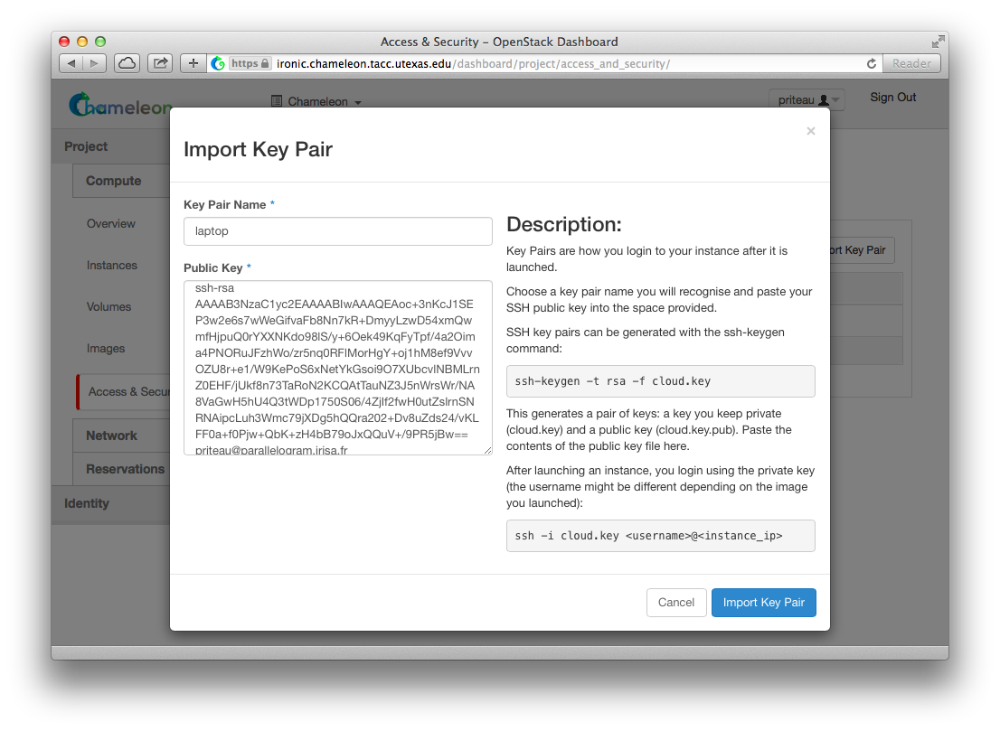 Access & Security – OpenStack Dashboard
https ironic.chameleon.tacc.utexas.edu/dashboard/project/access_and_security/
Reader
Chameleon
Chameleon
priteau
Sign Out
Project
Compute
Overview
Instances
Volumes
Images
Access & Secur
Network
Reservations
Identity
ort Key Pair
×
Import Key Pair
Key Pair Name *
laptop
Public Key *
ssh-rsa
AAAAB3NzaC1yc2EAAAABIwAAAQEAoc+3nKcJ1SE
P3w2e6s7wWeGifvaFb8Nn7kR+DmyyLzwD54xmQw
mfHjpuQ0rYXXNKdo98lS/y+6Oek49KqFyTpf/4a2Oim
a4PNORuJFzhWo/zr5nq0RFlMorHgY+oj1hM8ef9Vvv
OZU8r+e1/W9KePoS6xNetYkGsoi9O7XUbcvlNBMLrn
Z0EHF/jUkf8n73TaRoN2KCQAtTauNZ3J5nWrsWr/NA
8VaGwH5hU4Q3tWDp1750S06/4Zjlf2fwH0utZslrnSN
RNAipcLuh3Wmc79jXDg5hQQra202+Dv8uZds24/vKL
FF0a+f0Pjw+QbK+zH4bB79oJxQQuV+/9PR5jBw==
priteau@parallelogram.irisa.fr
Description:
Key Pairs are how you login to your instance after it is
launched.
Choose a key pair name you will recognise and paste your
SSH public key into the space provided.
SSH key pairs can be generated with the ssh-keygen
command:
ssh-keygen -t rsa -f cloud.key
This generates a pair of keys: a key you keep private
(cloud.key) and a public key (cloud.key.pub). Paste the
contents of the public key file here.
After launching an instance, you login using the private key
(the username might be different depending on the image
you launched):
ssh -i cloud.key <username>@<instance_ip>
Cancel
Import Key Pair